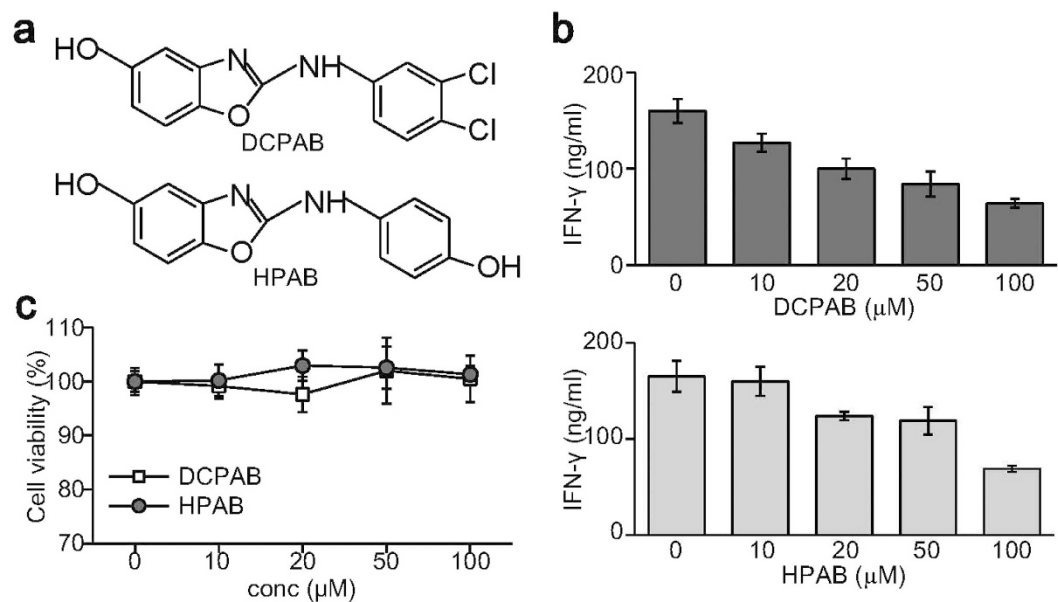 a
HO
N
NH
Cl
O
Cl
DCPAB
HO
N
NH
O
OH
HPAB
b
200
100
0
IFN-γ (ng/ml)
0 10 20 50 100
DCPAB (μM)
200
100
0
IFN-γ (ng/ml)
0 10 20 50 100
HPAB (μM)
c
110
100
90
80
70
Cell viability (%)
DCPAB
HPAB
0 10 20 50 100
conc (μM)